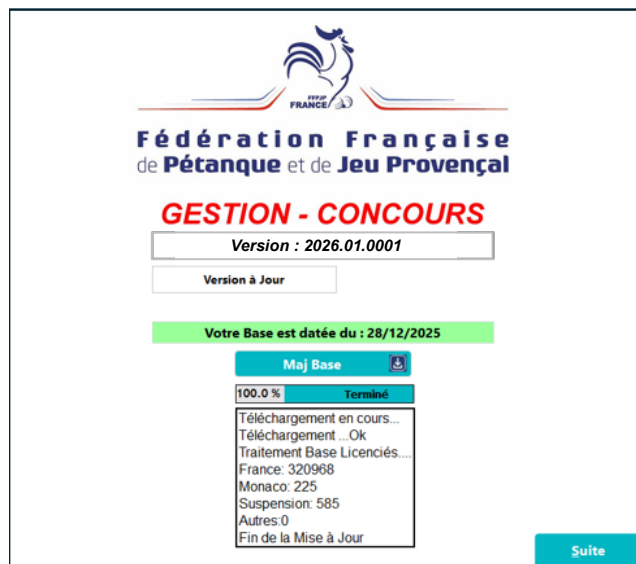 FFPJP
FRANCE
Fédération Française
de Pétanque et de Jeu Provençal
GESTION - CONCOURS
Version : 2026.01.0001
Version à Jour
Votre Base est datée du : 28/12/2025
Maj Base
100.0 % Terminé
Téléchargement en cours...
Téléchargement ...Ok
Traitement Base Licenciés....
France: 320968
Monaco: 225
Suspension: 585
Autres:0
Fin de la Mise à Jour
Suite